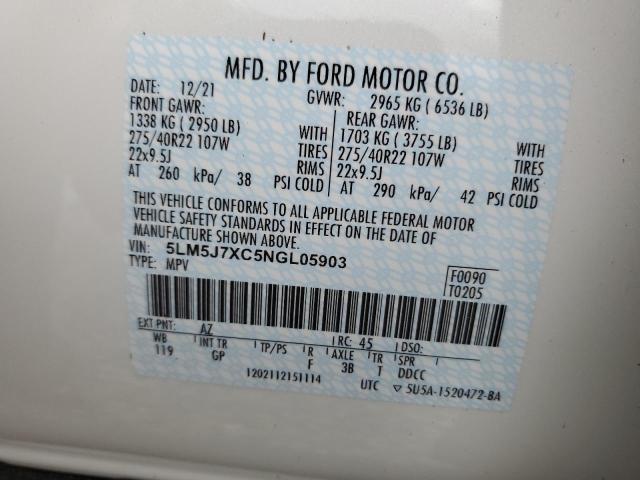 MFD. BY FORD MOTOR CO.
DATE: 12/21 GVWR: 2965 KG ( 6536 LB)
FRONT GAWR: REAR GAWR:
1338 KG ( 2950 LB) WITH 1703 KG ( 3755 LB) WITH
275/40R22 107W TIRES 275/40R22 107W TIRES
22x9.5J RIMS 22x9.5J RIMS
AT 260 kPa/ 38 PSI COLD AT 290 kPa/ 42 PSI COLD
THIS VEHICLE CONFORMS TO ALL APPLICABLE FEDERAL MOTOR
VEHICLE SAFETY STANDARDS IN EFFECT ON THE DATE OF
MANUFACTURE SHOWN ABOVE.
VIN: 5LM5J7XC5NGL05903
TYPE: MPV
F0090
T0205
EXT PNT: AZ RC: 45 DSO:
WB INT TR TP/PS R AXLE TR SPR
119 GP F 3B T DDCC
1202112151114 UTC ▽ 5U5A-1520472-BA